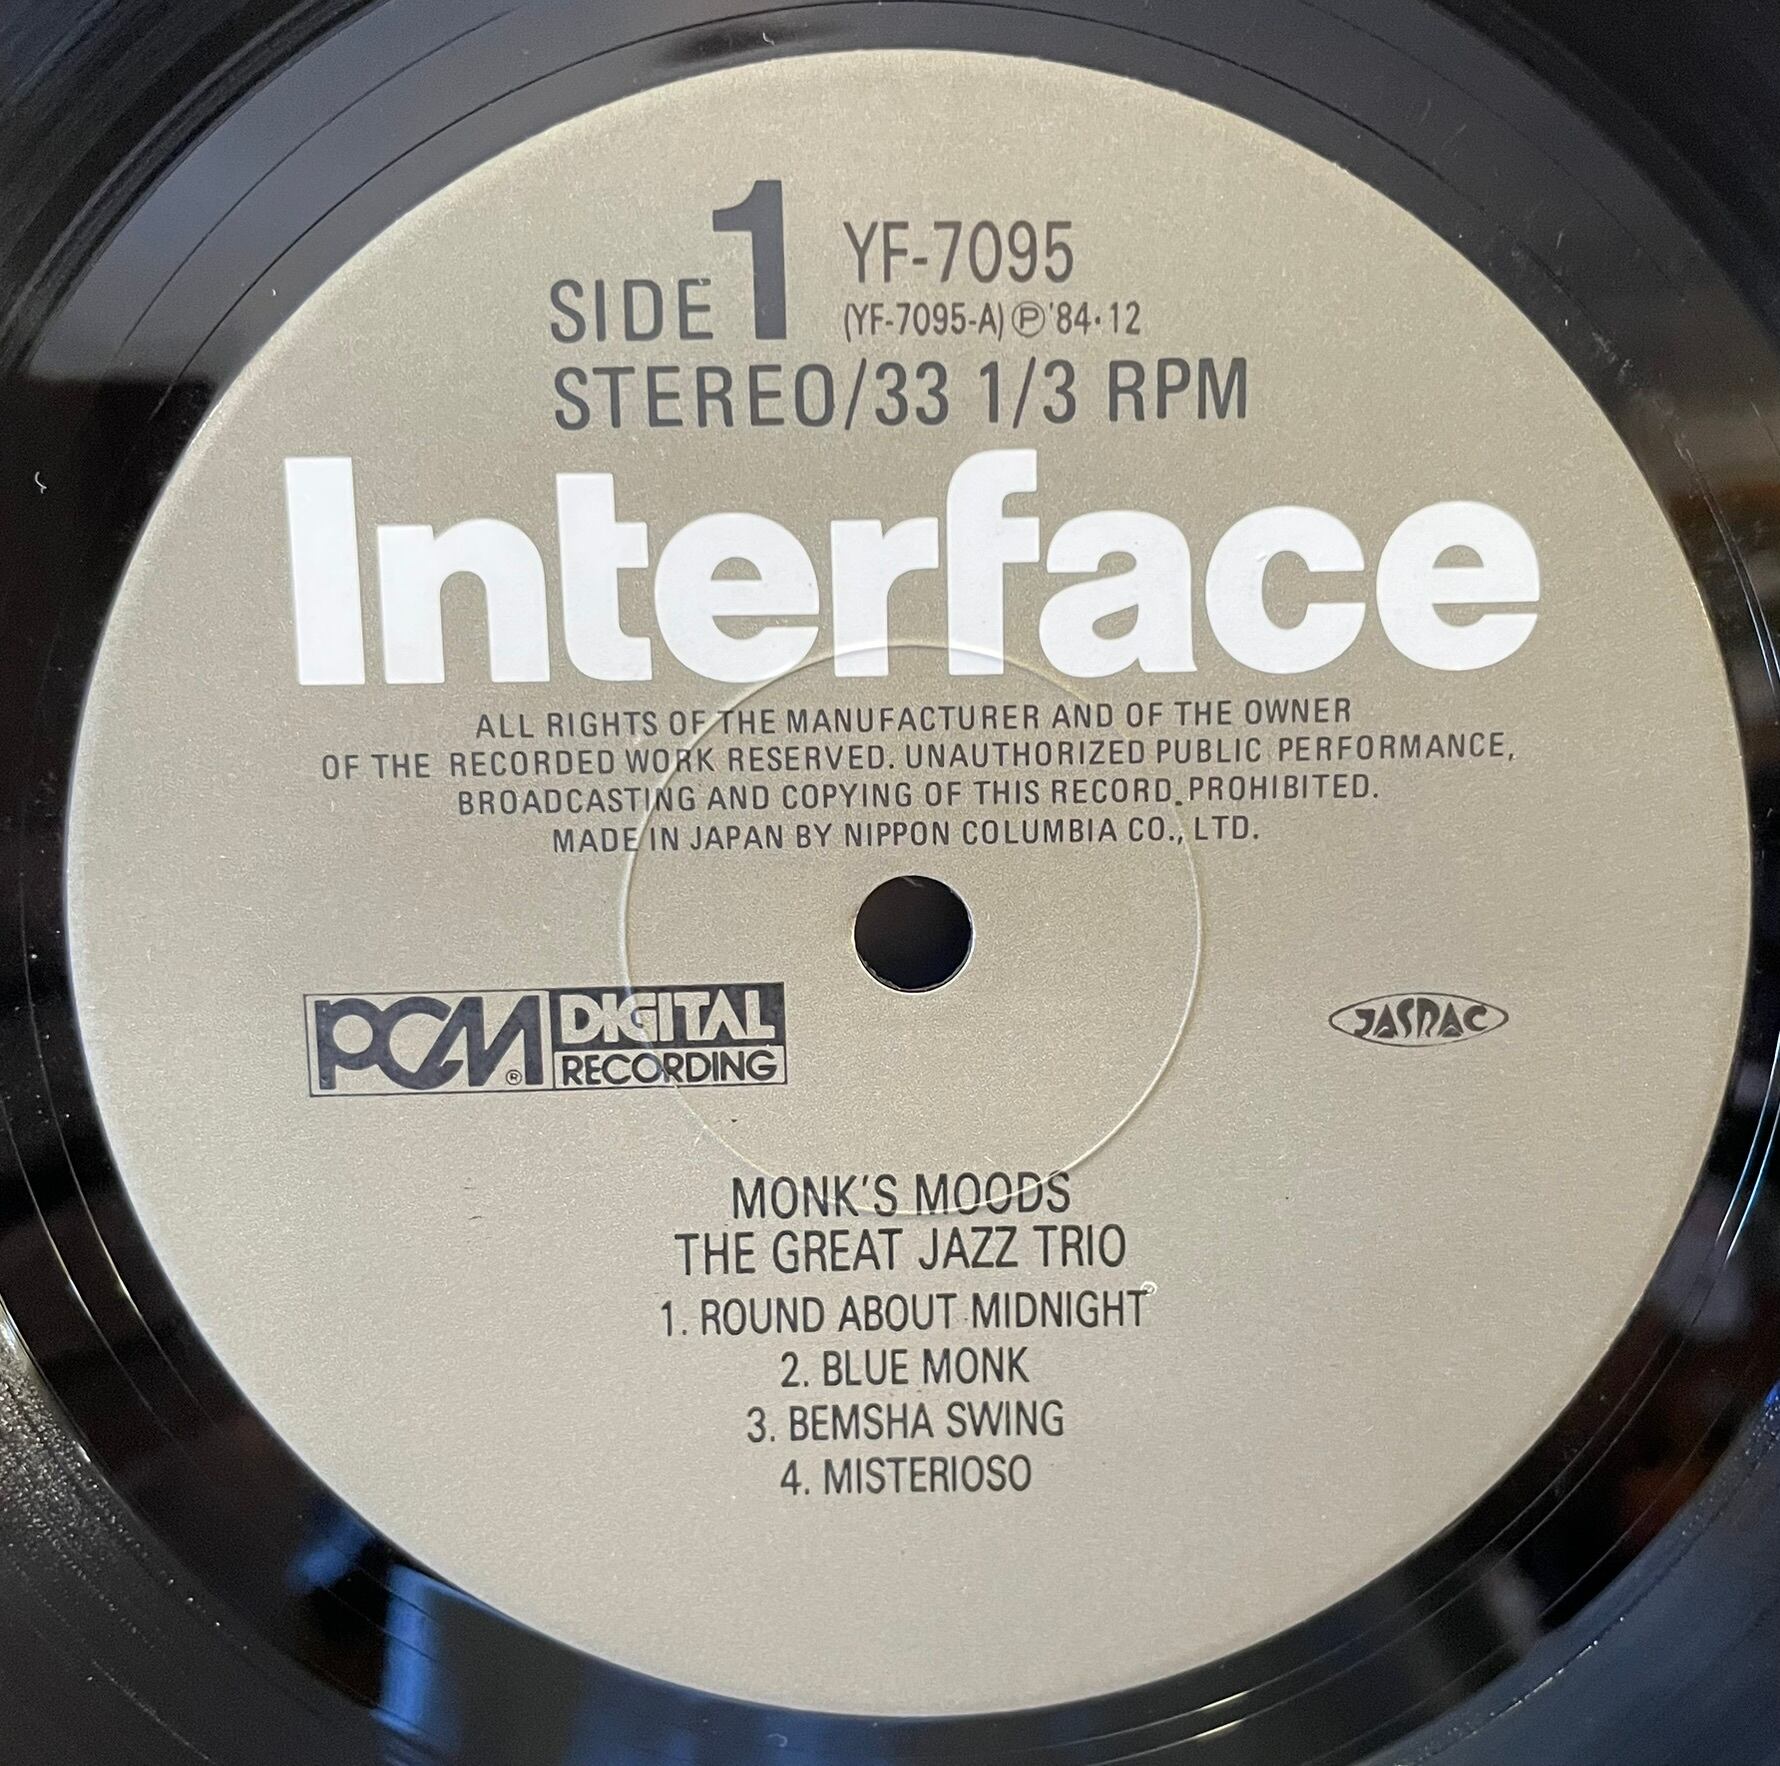 SIDE 1 YF-7095
(YF-7095-A) Ⓟ'84·12
STEREO/33 1/3 RPM
Interface
ALL RIGHTS OF THE MANUFACTURER AND OF THE OWNER
OF THE RECORDED WORK RESERVED. UNAUTHORIZED PUBLIC PERFORMANCE,
BROADCASTING AND COPYING OF THIS RECORD PROHIBITED.
MADE IN JAPAN BY NIPPON COLUMBIA CO., LTD.
PCM® DIGITAL
RECORDING
JASRAC
MONK'S MOODS
THE GREAT JAZZ TRIO
1. ROUND ABOUT MIDNIGHT
2. BLUE MONK
3. BEMSHA SWING
4. MISTERIOSO